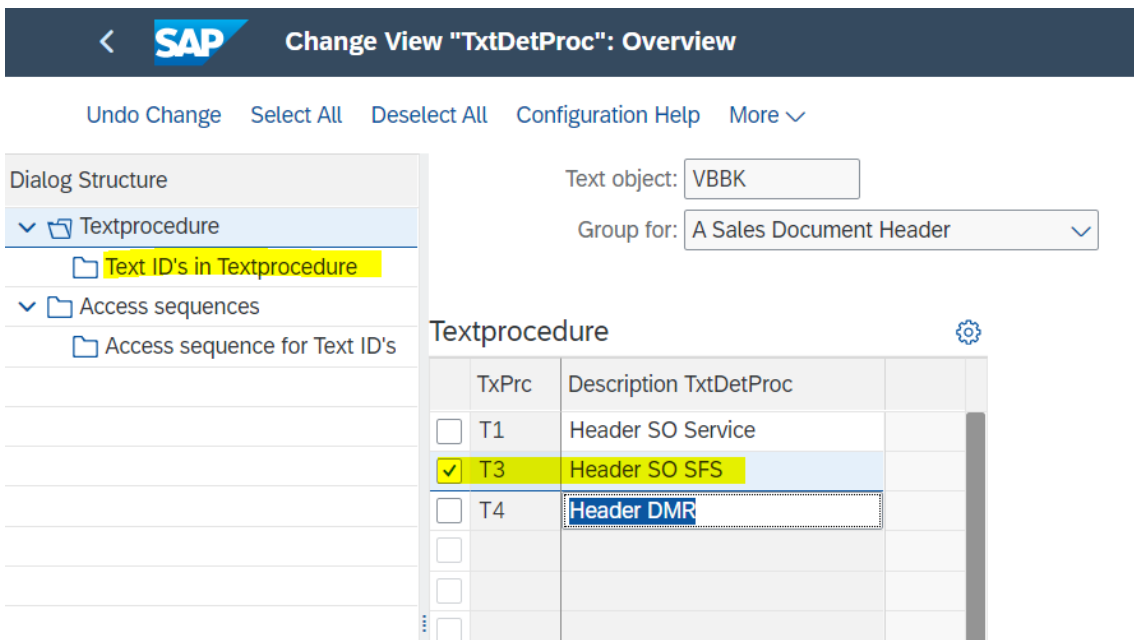 SAP Change View "TxtDetProc": Overview
Undo Change Select All Deselect All Configuration Help More
Dialog Structure
Textprocedure
Text ID's in Textprocedure
Access sequences
Access sequence for Text ID's
Text object: VBBK
Group for: A Sales Document Header
Textprocedure
TxPrc Description TxtDetProc
T1 Header SO Service
T3 Header SO SFS
T4 Header DMR